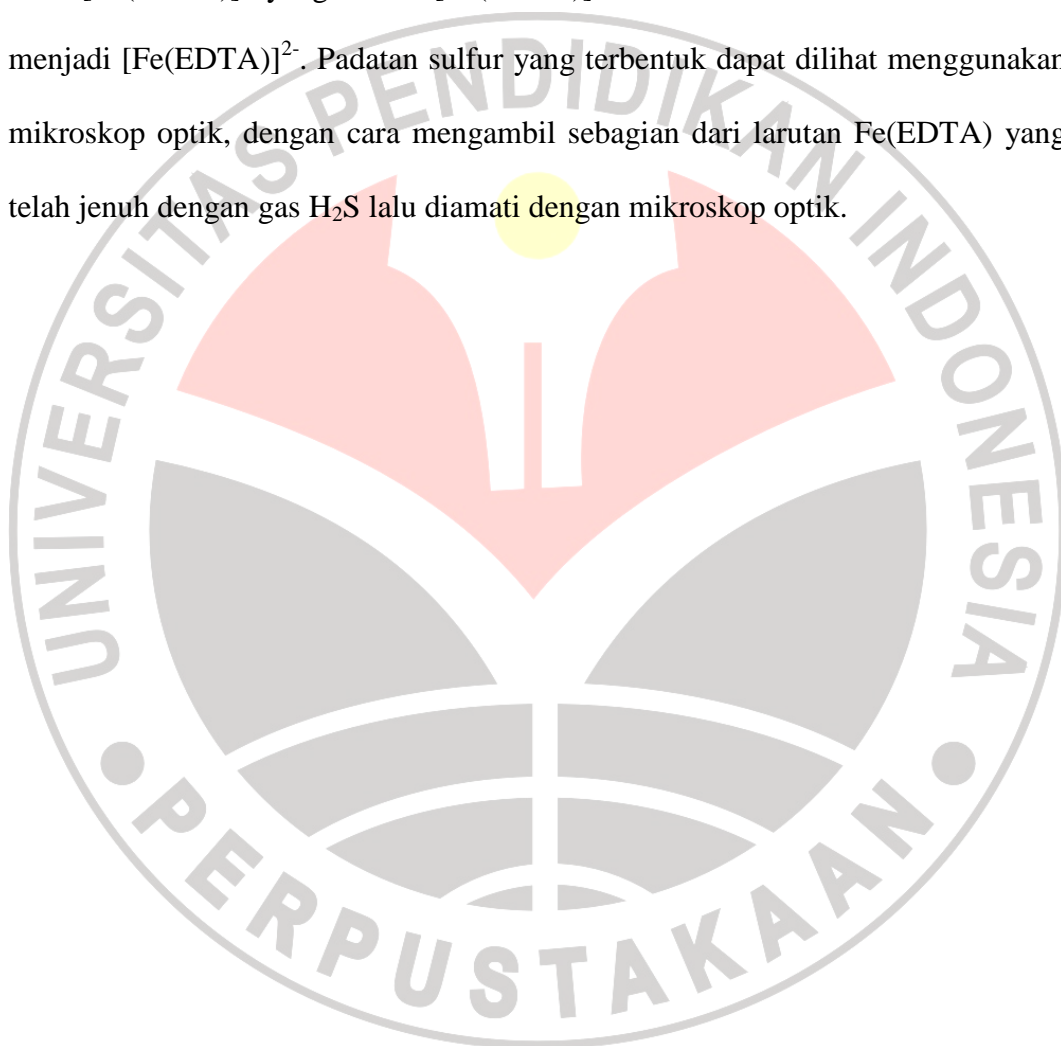 yang
menjadi [Fe(EDTA)]²⁻. Padatan sulfur yang terbentuk dapat dilihat menggunakan
mikroskop optik, dengan cara mengambil sebagian dari larutan Fe(EDTA) yang
telah jenuh dengan gas H₂S lalu diamati dengan mikroskop optik.
UNIVERSITAS PENDIDIKAN INDONESIA
PERPUSTAKAAN